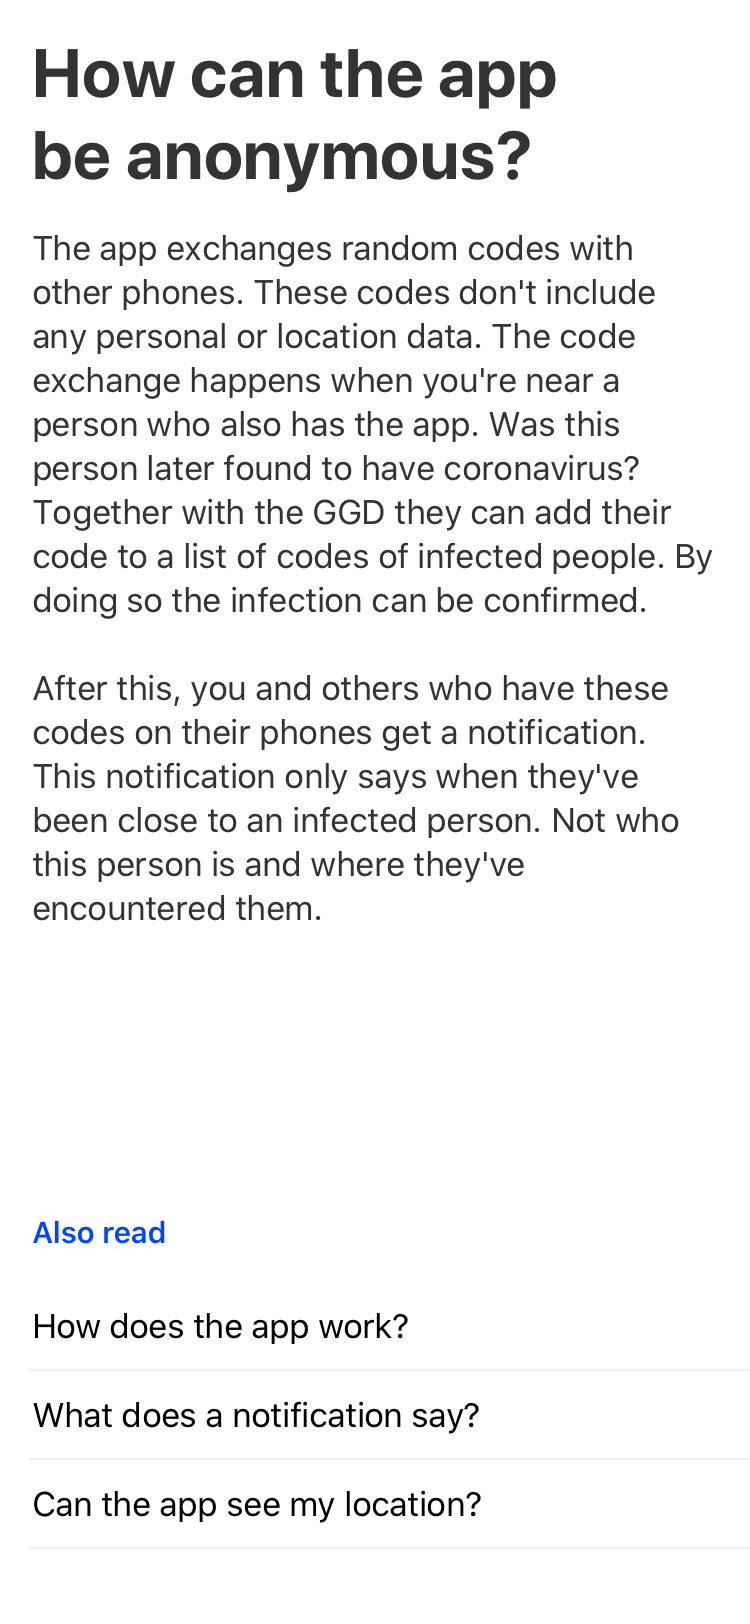 How can the app
be anonymous?
The app exchanges random codes with
other phones. These codes don't include
any personal or location data. The code
exchange happens when you're near a
person who also has the app. Was this
person later found to have coronavirus?
Together with the GGD they can add their
code to a list of codes of infected people. By
doing so the infection can be confirmed.
After this, you and others who have these
codes on their phones get a notification.
This notification only says when they've
been close to an infected person. Not who
this person is and where they've
encountered them.
Also read
How does the app work?
What does a notification say?
Can the app see my location?